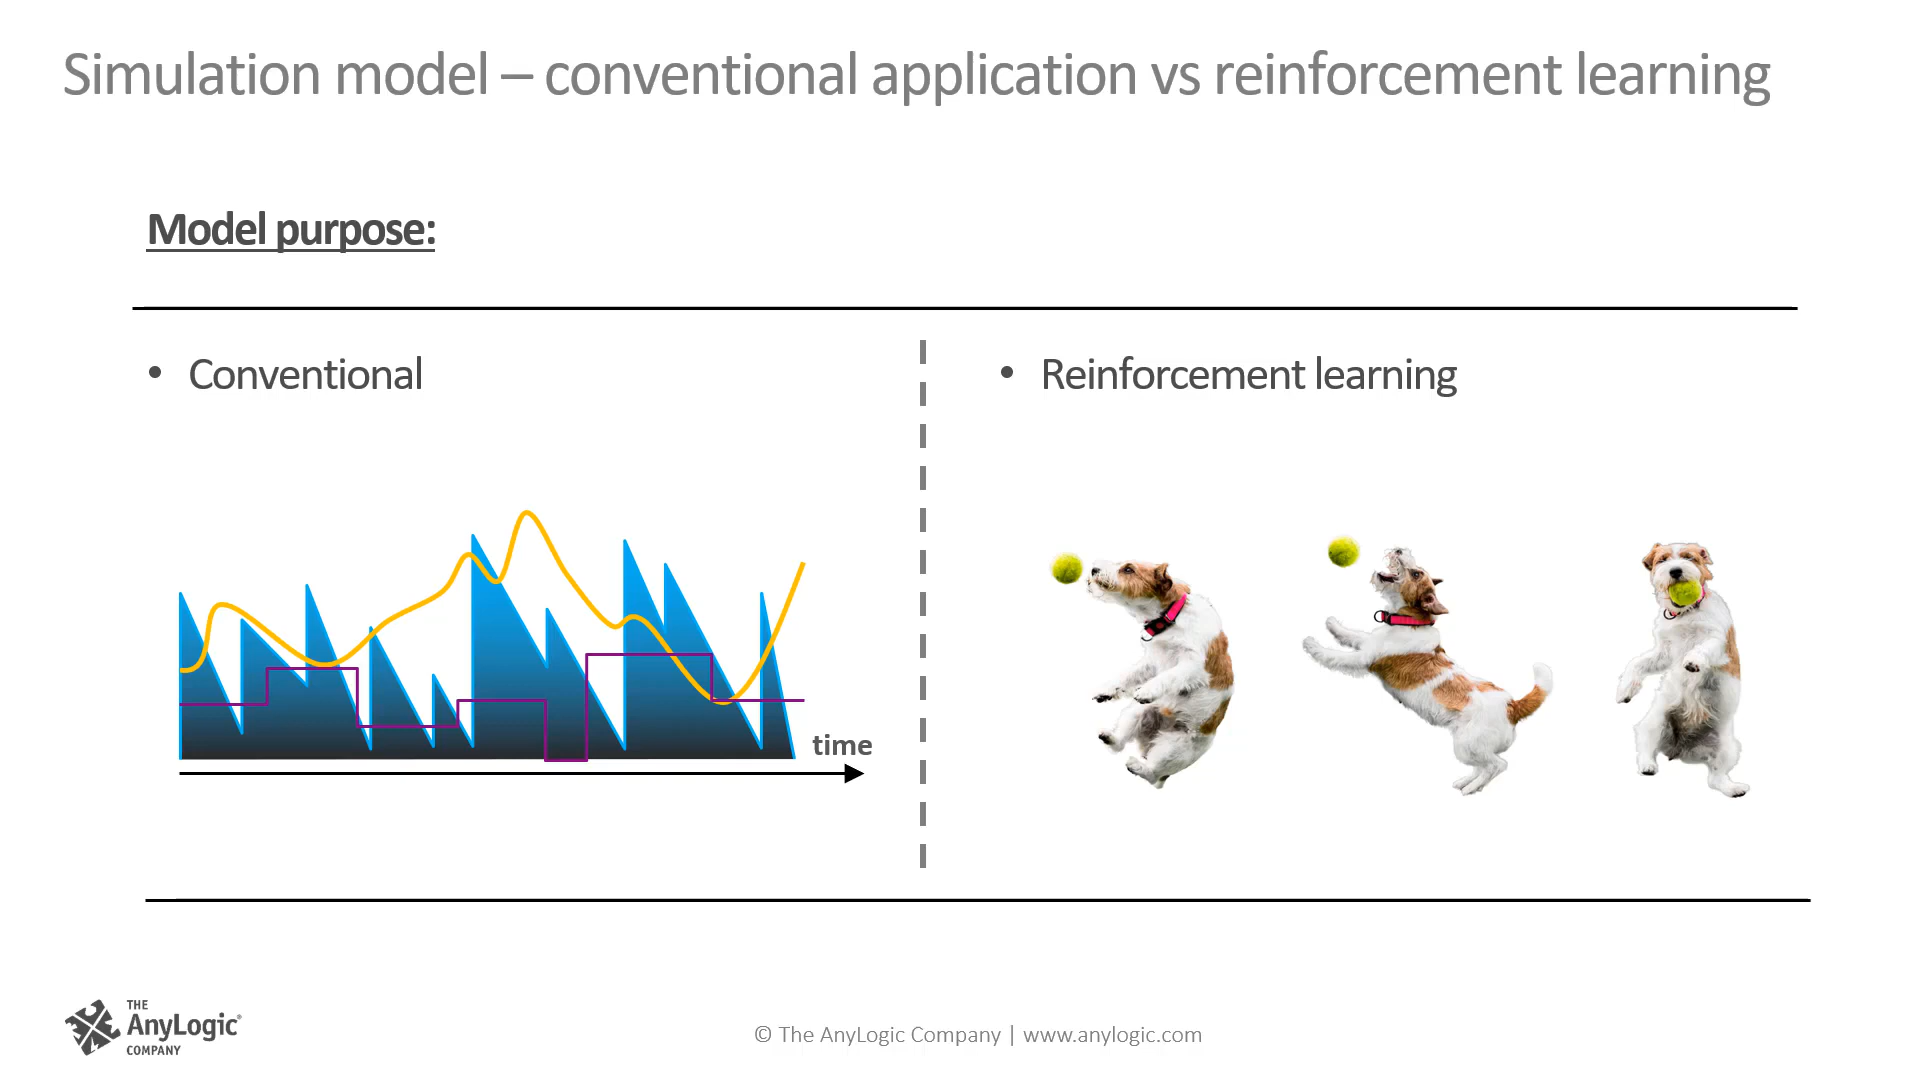 Simulation model – conventional application vs reinforcement learning
Model purpose:
• Conventional
• Reinforcement learning
time
THE
AnyLogic®
COMPANY
© The AnyLogic Company | www.anylogic.com